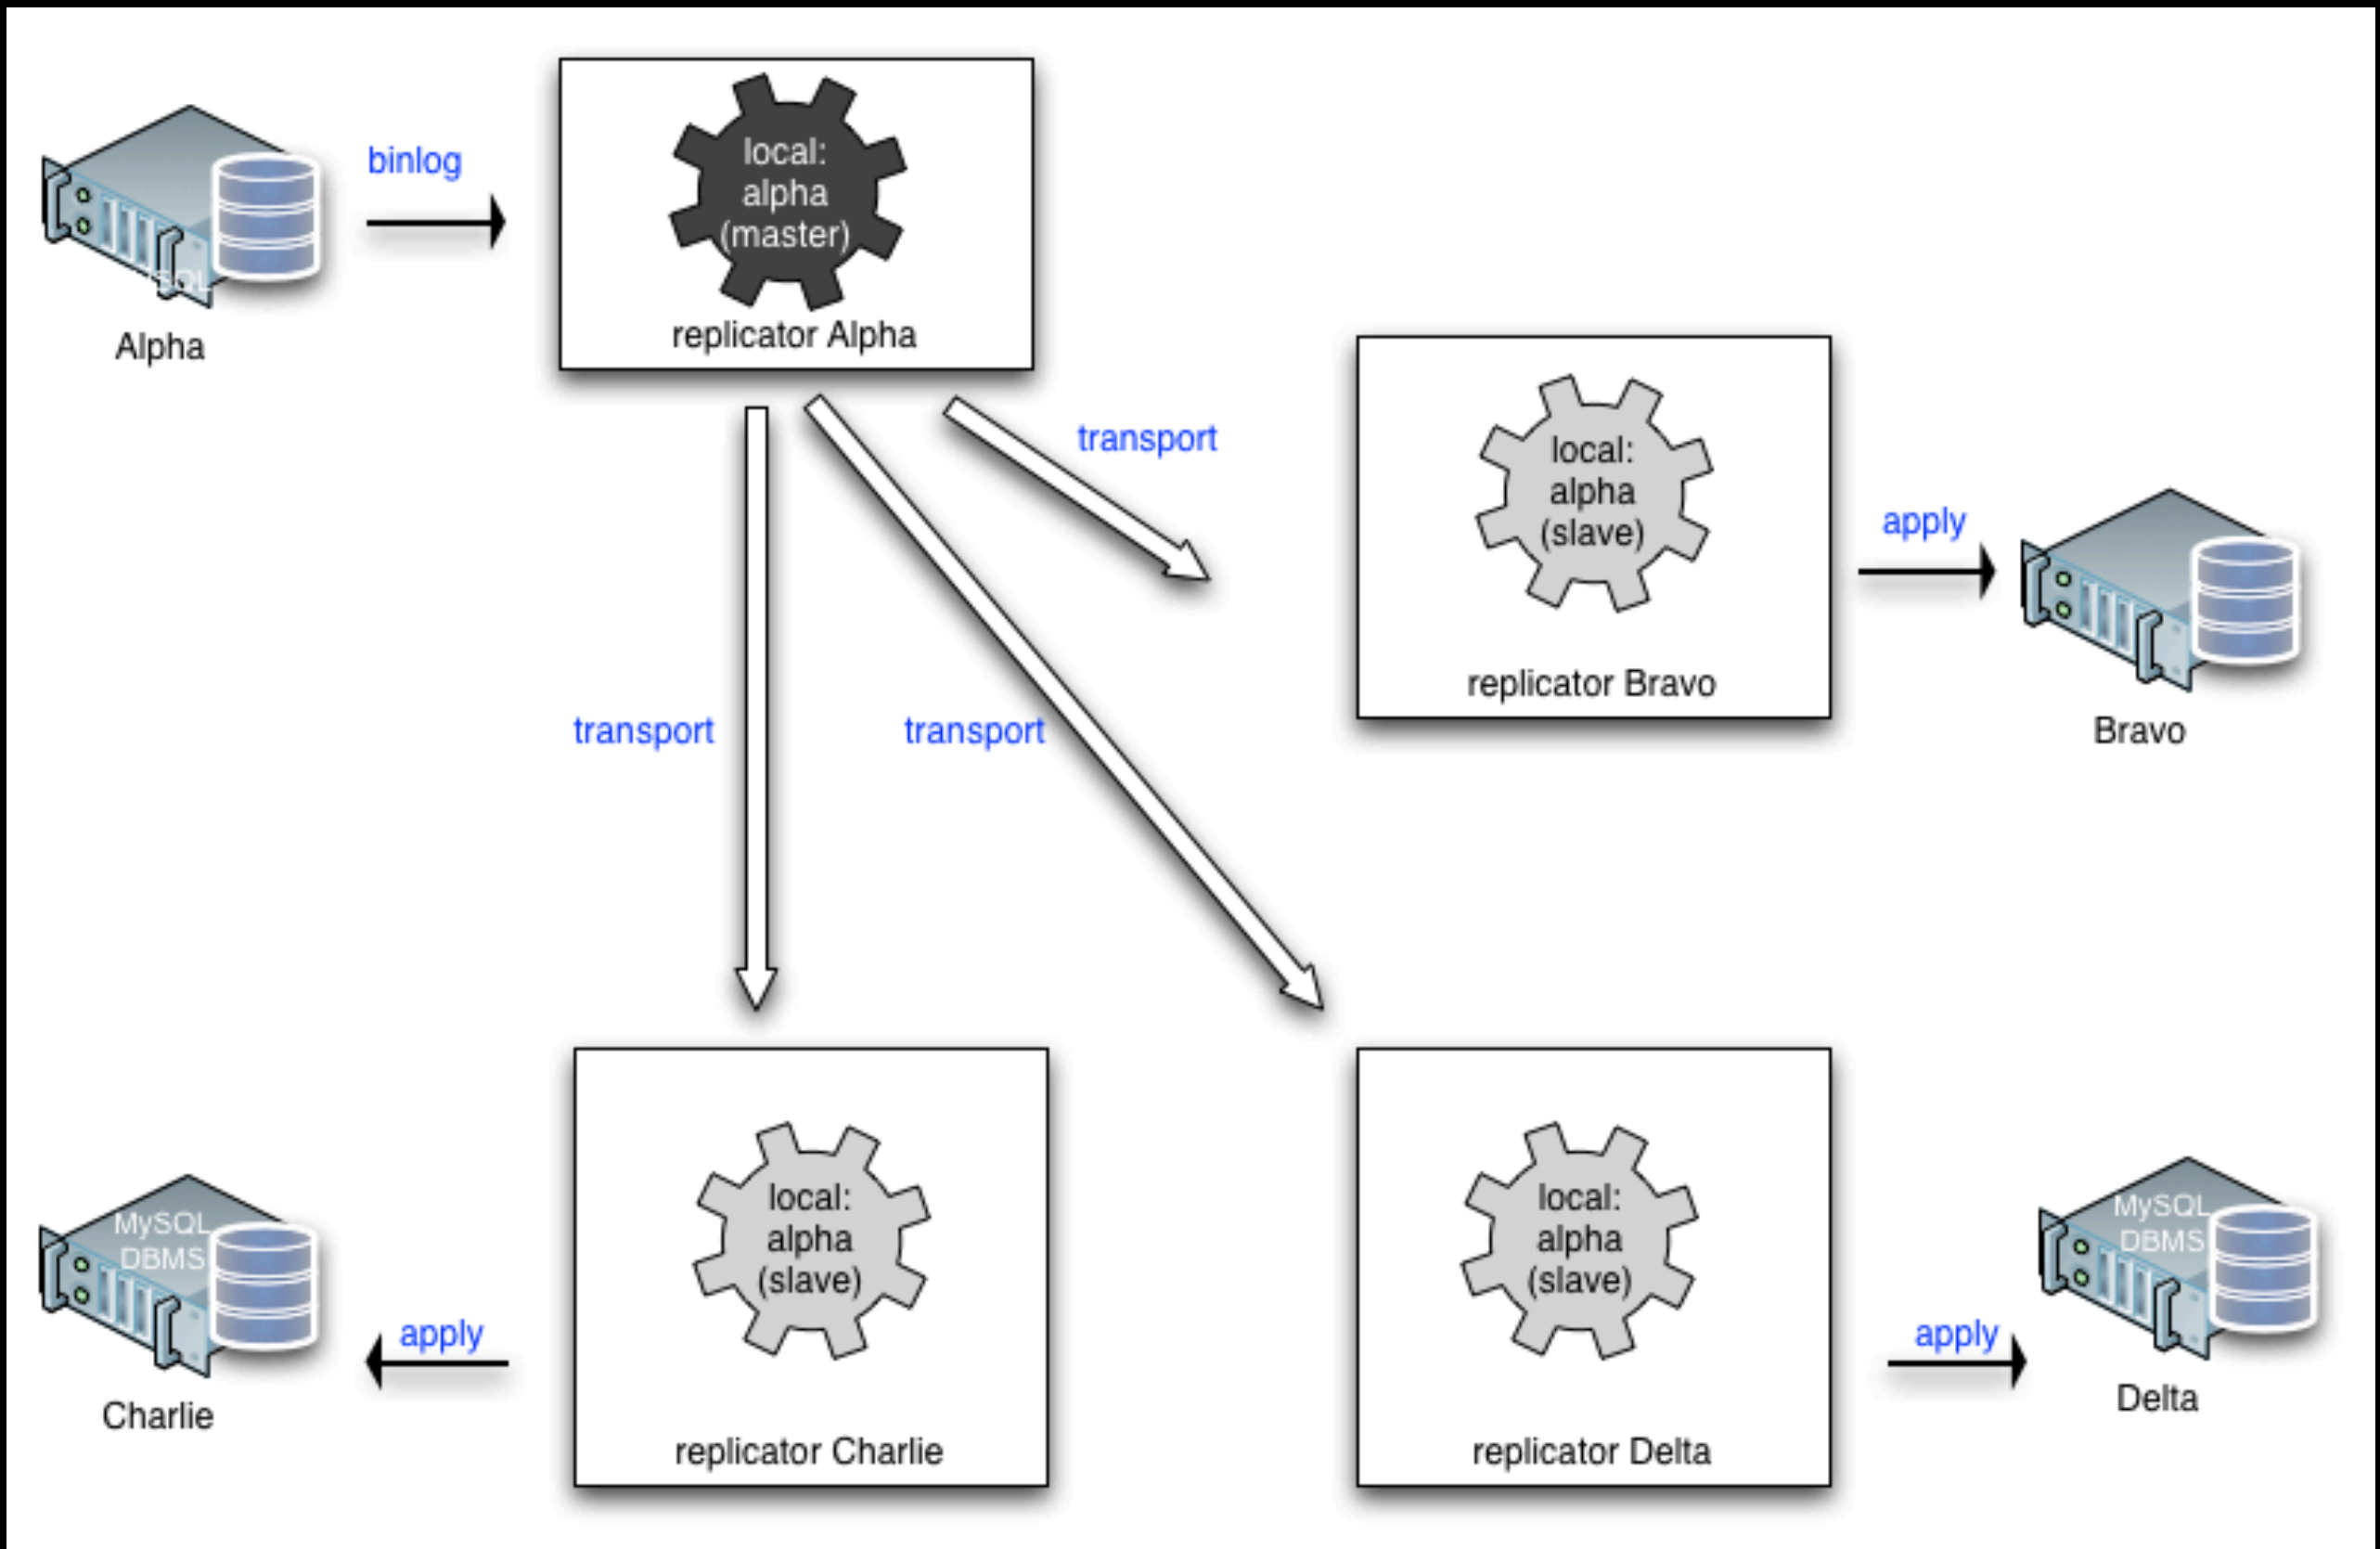 binlog
local:
alpha
(master)
replicator Alpha
SQL
Alpha
transport
local:
alpha
(slave)
replicator Bravo
apply
Bravo
transport
transport
local:
alpha
(slave)
replicator Charlie
MySQL
DBMS
apply
Charlie
local:
alpha
(slave)
replicator Delta
MySQL
DBMS
apply
Delta